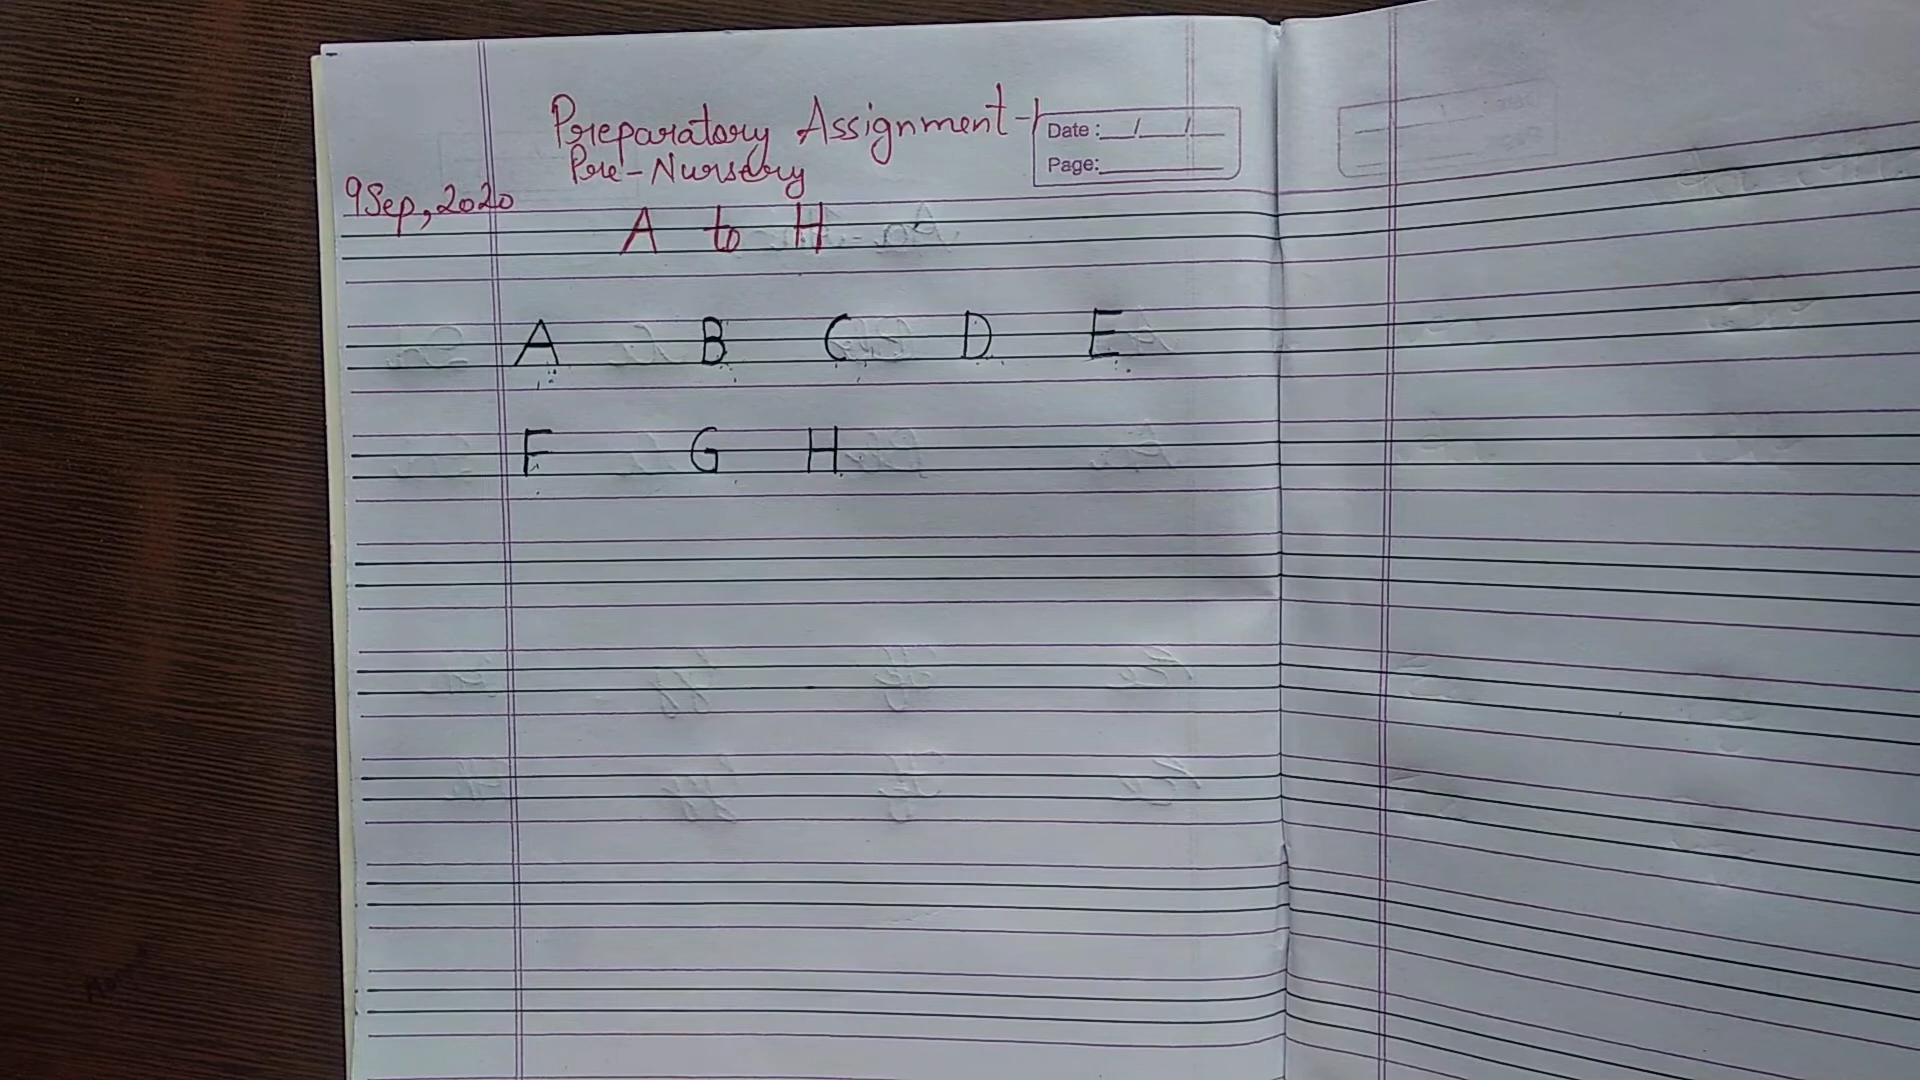 Preparatory Assignment-1
Date: / /
Pre-Nursery
Page:
9Sep,2020
A to H
A B C D E
F G H